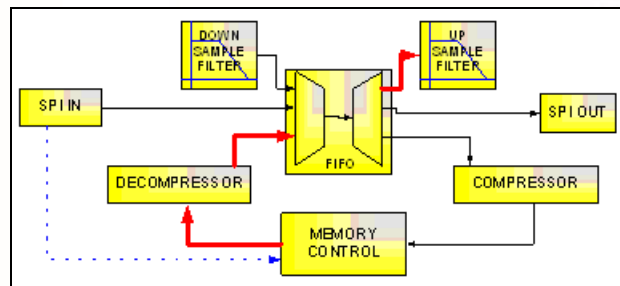 DOWN
SAMPLE
FILTER
UP
SAMPLE
FILTER
SPI IN
SPI OUT
FIFO
DECOMPRESSOR
COMPRESSOR
MEMORY
CONTROL